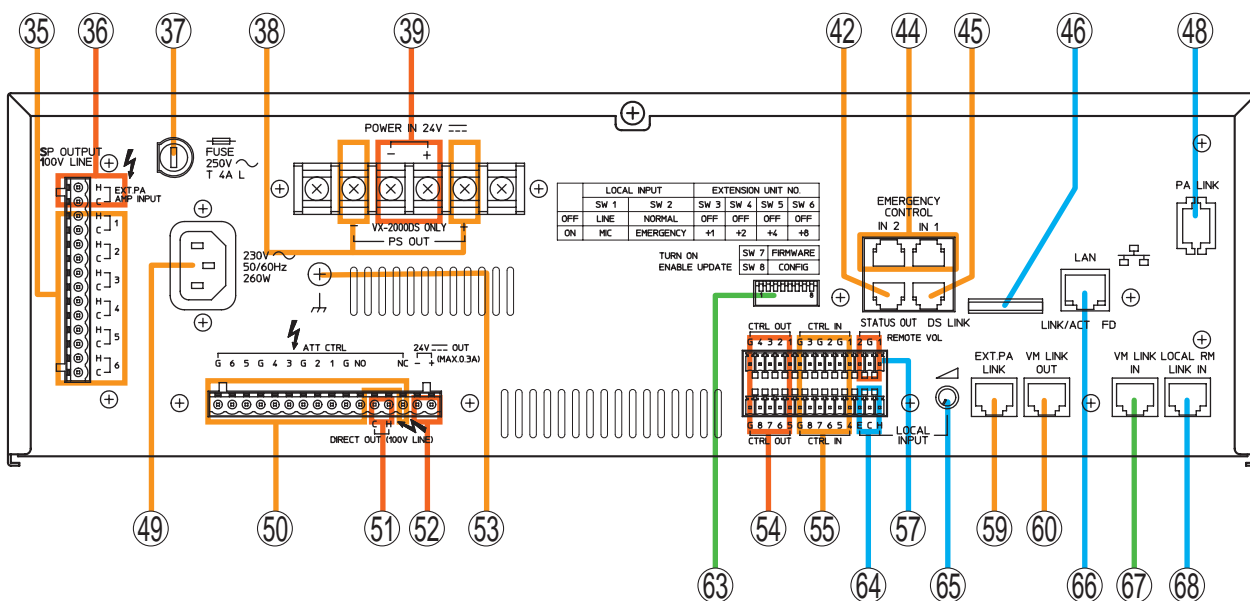 35 36 37 38 39 42 44 45 46 48
SP OUTPUT
100V LINE
H
C
EXT.PA
AMP INPUT
H
C
1
H
C
2
H
C
3
H
C
4
H
C
5
H
C
6
FUSE
250V
T 4A L
230V
50/60Hz
260W
POWER IN 24V
− +
− VX-2000DS ONLY +
PS OUT
LOCAL INPUT EXTENSION UNIT NO.
SW 1 SW 2 SW 3 SW 4 SW 5 SW 6
OFF LINE NORMAL OFF OFF OFF OFF
ON MIC EMERGENCY +1 +2 +4 +8
TURN ON
ENABLE UPDATE
SW 7 FIRMWARE
SW 8 CONFIG
1 8
EMERGENCY
CONTROL
IN 2 IN 1
STATUS OUT DS LINK
PA LINK
LAN
LINK/ACT FD
ATT CTRL
G 6 5 G 4 3 G 2 1 G NO NC
24V OUT
(MAX.0.3A)
− +
C H
DIRECT OUT (100V LINE)
CTRL OUT CTRL IN REMOTE VOL
G 4 3 2 1 G 3 G 2 G 1 2 G 1
G 8 7 6 5 G 8 7 6 5 4 E C H
CTRL OUT CTRL IN LOCAL
INPUT
EXT.PA
LINK
VM LINK
OUT
VM LINK
IN
LOCAL RM
LINK IN
49 50 51 52 53 54 55 57 59 60
63 64 65 66 67 68